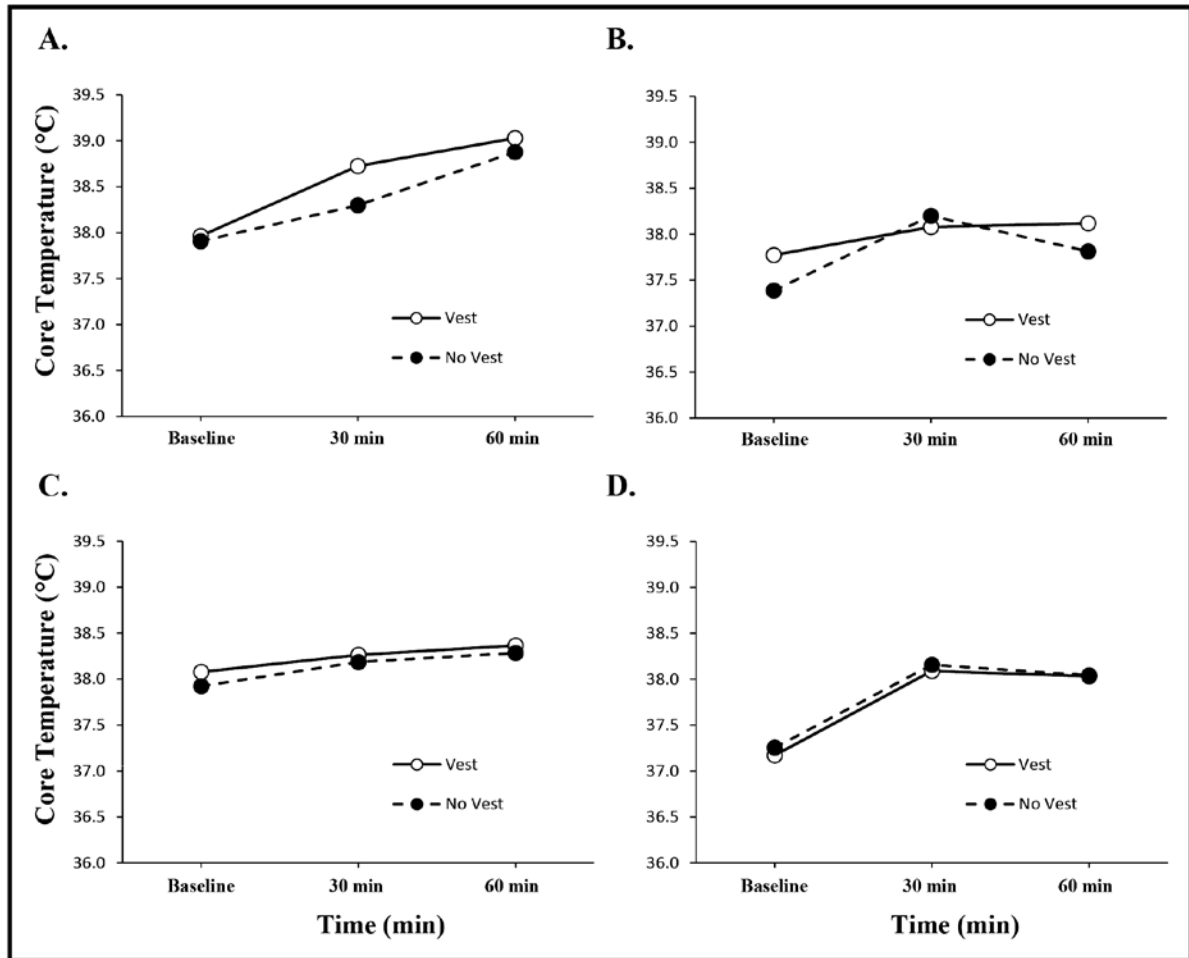 A.
Core Temperature (°C)
39.5
39.0
38.5
38.0
37.5
37.0
36.5
36.0
Vest
No Vest
Baseline 30 min 60 min
B.
39.5
39.0
38.5
38.0
37.5
37.0
36.5
36.0
Vest
No Vest
Baseline 30 min 60 min
C.
Core Temperature (°C)
39.5
39.0
38.5
38.0
37.5
37.0
36.5
36.0
Vest
No Vest
Baseline 30 min 60 min
Time (min)
D.
39.5
39.0
38.5
38.0
37.5
37.0
36.5
36.0
Vest
No Vest
Baseline 30 min 60 min
Time (min)